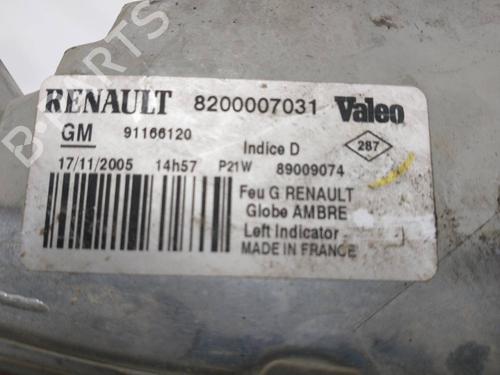 B-PARTS
RENAULT 8200007031 Valeo
GM 91166120 Indice D 287
17/11/2005 14h57 P21W 89009074
Feu G RENAULT
Globe AMBRE
Left Indicator
MADE IN FRANCE